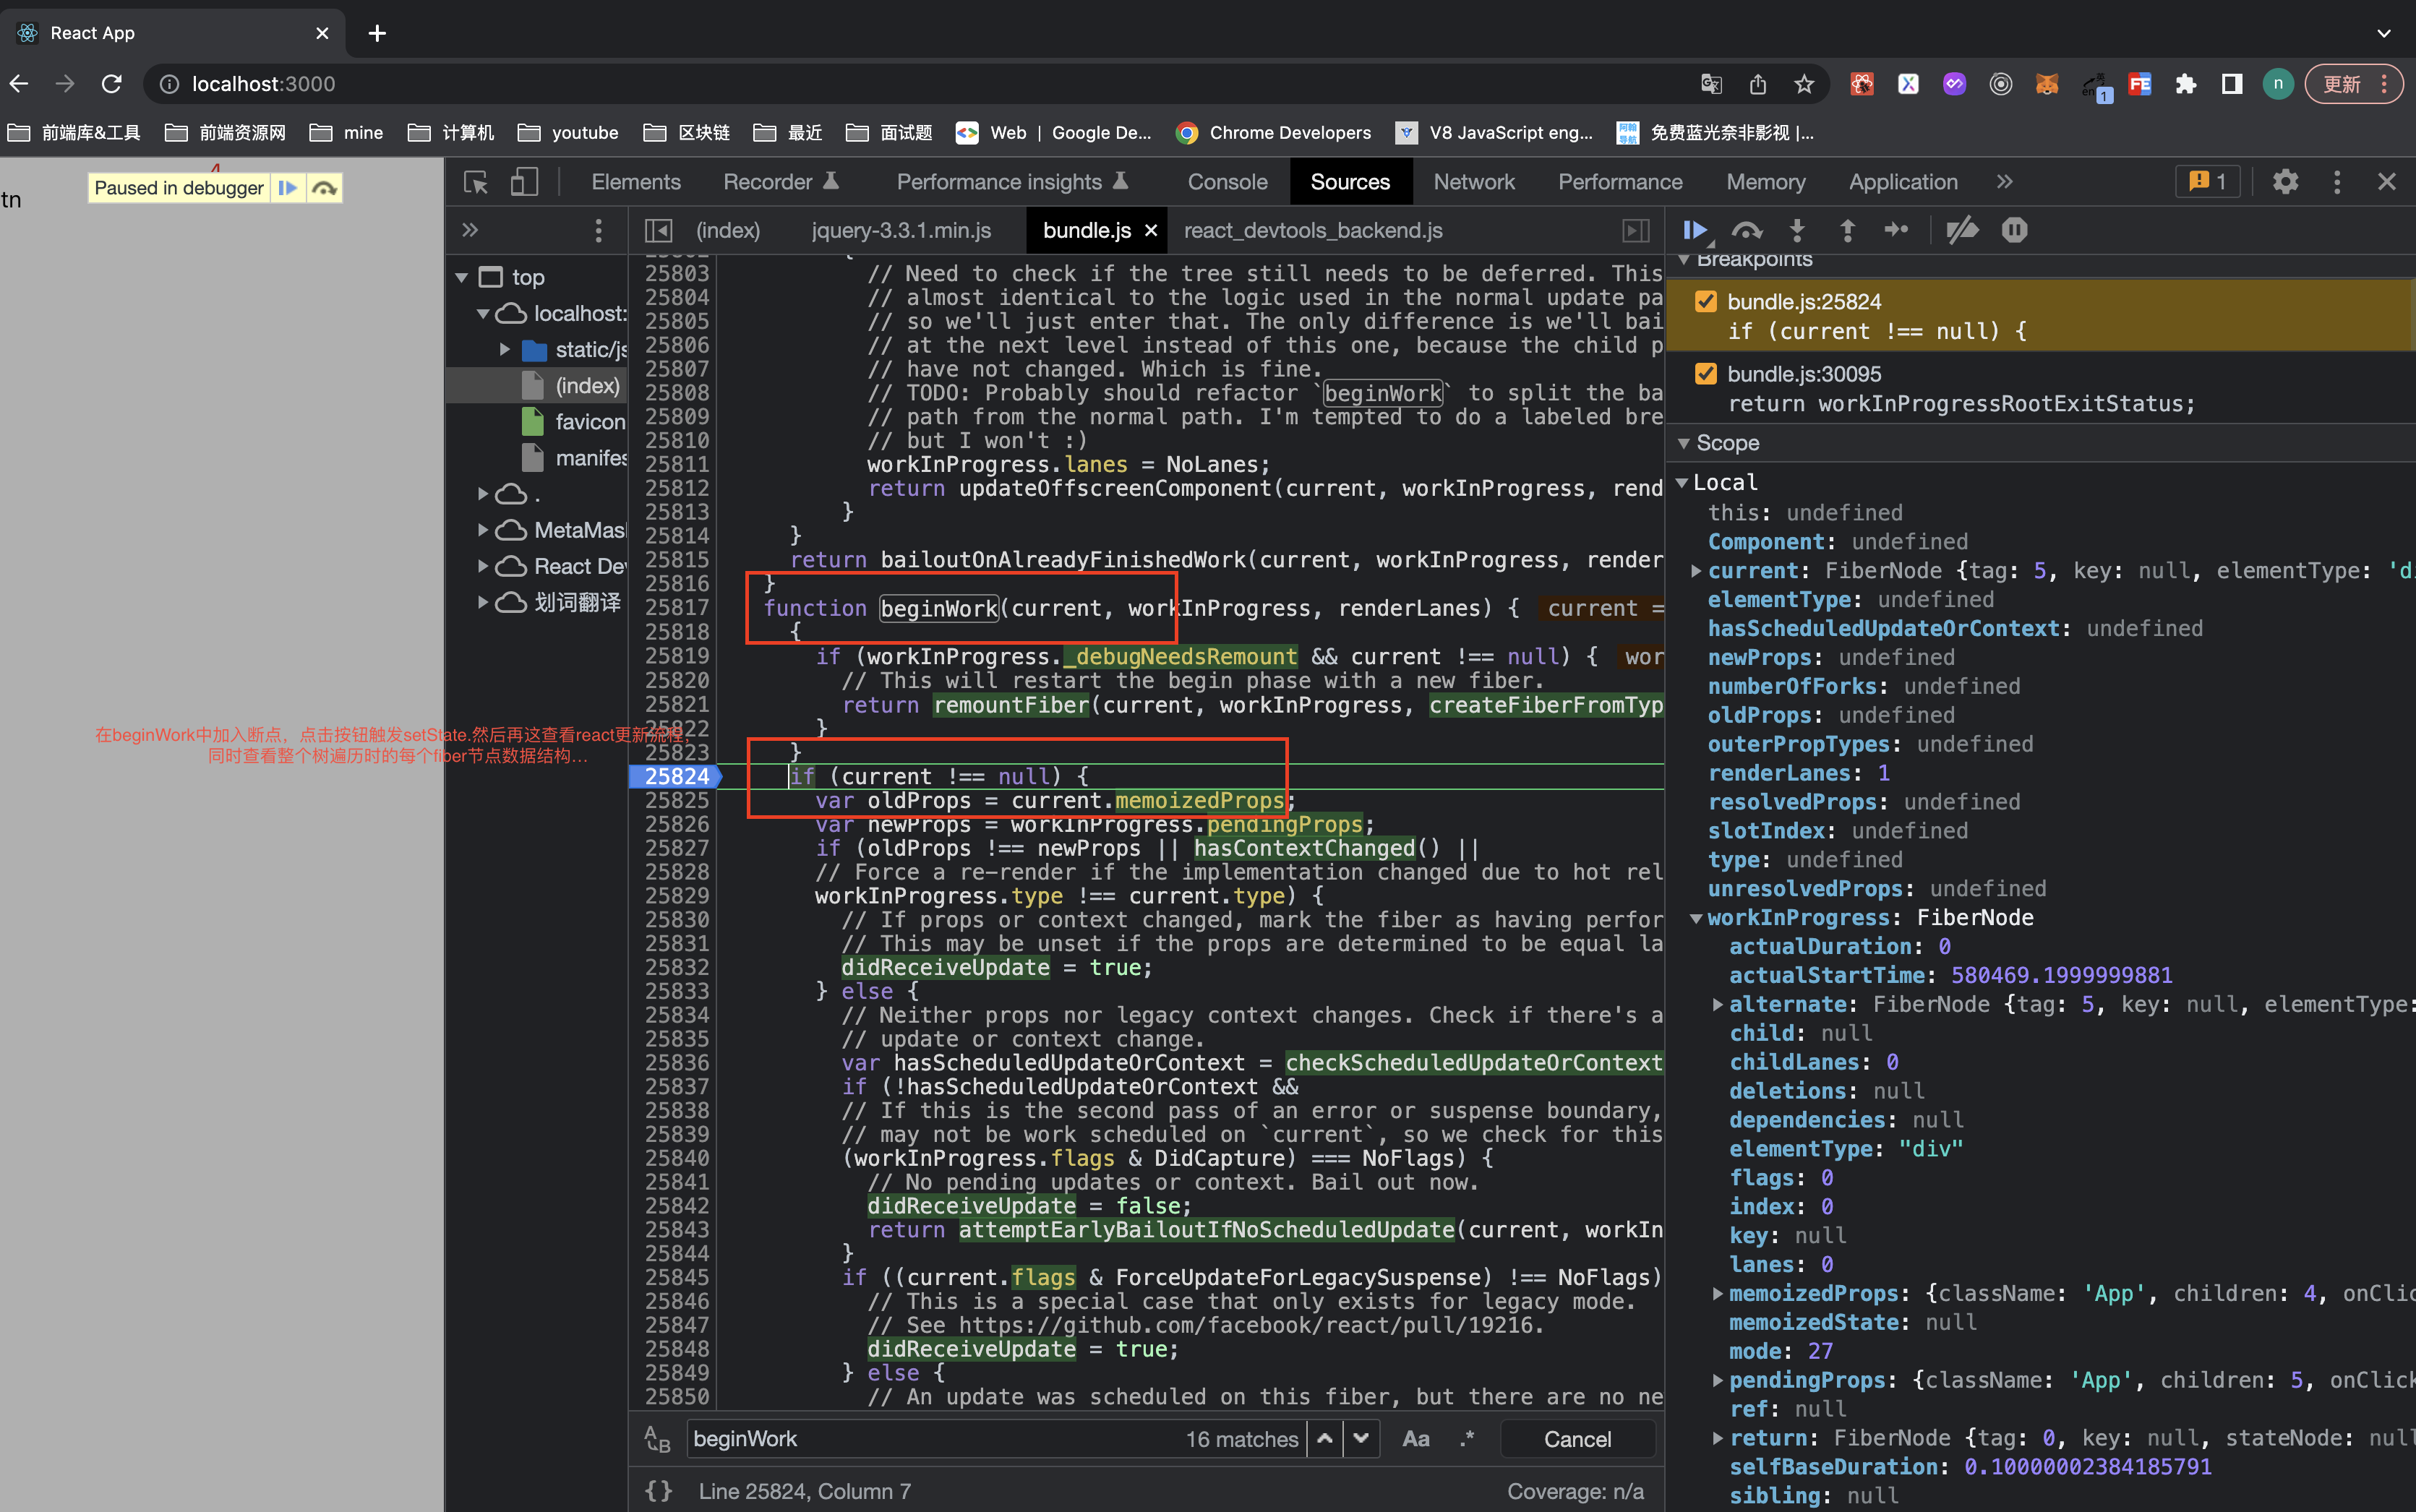 React App
localhost:3000
更新
前端库&工具
前端资源网
mine
计算机
youtube
区块链
最近
面试题
Web | Google De...
Chrome Developers
V8 JavaScript eng...
免费蓝光奈非影视 |...
Paused in debugger
tn
在beginWork中加入断点，点击按钮触发setState.然后再这查看react更新流程,
同时查看整个树遍历时的每个fiber节点数据结构...
Elements
Recorder
Performance insights
Console
Sources
Network
Performance
Memory
Application
1
(index)
jquery-3.3.1.min.js
bundle.js
react_devtools_backend.js
top
localhost:
static/js
(index)
favicon
manifes
.
MetaMas
React De
划词翻译
25803 // Need to check if the tree still needs to be deferred. This
25804 // almost identical to the logic used in the normal update pa
25805 // so we'll just enter that. The only difference is we'll bai
25806 // at the next level instead of this one, because the child p
25807 // have not changed. Which is fine.
25808 // TODO: Probably should refactor `beginWork` to split the ba
25809 // path from the normal path. I'm tempted to do a labeled bre
25810 // but I won't :)
25811 workInProgress.lanes = NoLanes;
25812 return updateOffscreenComponent(current, workInProgress, rend
25813 }
25814 }
25815 return bailoutOnAlreadyFinishedWork(current, workInProgress, render
25816 }
25817 function beginWork(current, workInProgress, renderLanes) { current =
25818 {
25819 if (workInProgress._debugNeedsRemount && current !== null) { wor
25820 // This will restart the begin phase with a new fiber.
25821 return remountFiber(current, workInProgress, createFiberFromTyp
25822 }
25823 }
25824 if (current !== null) {
25825 var oldProps = current.memoizedProps;
25826 var newProps = workInProgress.pendingProps;
25827 if (oldProps !== newProps || hasContextChanged() ||
25828 // Force a re-render if the implementation changed due to hot rel
25829 workInProgress.type !== current.type) {
25830 // If props or context changed, mark the fiber as having perfor
25831 // This may be unset if the props are determined to be equal la
25832 didReceiveUpdate = true;
25833 } else {
25834 // Neither props nor legacy context changes. Check if there's a
25835 // update or context change.
25836 var hasScheduledUpdateOrContext = checkScheduledUpdateOrContext
25837 if (!hasScheduledUpdateOrContext &&
25838 // If this is the second pass of an error or suspense boundary,
25839 // may not be work scheduled on `current`, so we check for this
25840 (workInProgress.flags & DidCapture) === NoFlags) {
25841 // No pending updates or context. Bail out now.
25842 didReceiveUpdate = false;
25843 return attemptEarlyBailoutIfNoScheduledUpdate(current, workIn
25844 }
25845 if ((current.flags & ForceUpdateForLegacySuspense) !== NoFlags)
25846 // This is a special case that only exists for legacy mode.
25847 // See https://github.com/facebook/react/pull/19216.
25848 didReceiveUpdate = true;
25849 } else {
25850 // An update was scheduled on this fiber, but there are no ne
beginWork
16 matches
Aa
.*
Cancel
{} Line 25824, Column 7
Coverage: n/a
Breakpoints
bundle.js:25824
if (current !== null) {
bundle.js:30095
return workInProgressRootExitStatus;
Scope
Local
this: undefined
Component: undefined
current: FiberNode {tag: 5, key: null, elementType: 'di
elementType: undefined
hasScheduledUpdateOrContext: undefined
newProps: undefined
numberOfForks: undefined
oldProps: undefined
outerPropTypes: undefined
renderLanes: 1
resolvedProps: undefined
slotIndex: undefined
type: undefined
unresolvedProps: undefined
workInProgress: FiberNode
actualDuration: 0
actualStartTime: 580469.1999999881
alternate: FiberNode {tag: 5, key: null, elementType:
child: null
childLanes: 0
deletions: null
dependencies: null
elementType: "div"
flags: 0
index: 0
key: null
lanes: 0
memoizedProps: {className: 'App', children: 4, onClic
memoizedState: null
mode: 27
pendingProps: {className: 'App', children: 5, onClick
ref: null
return: FiberNode {tag: 0, key: null, stateNode: null
selfBaseDuration: 0.10000002384185791
sibling: null